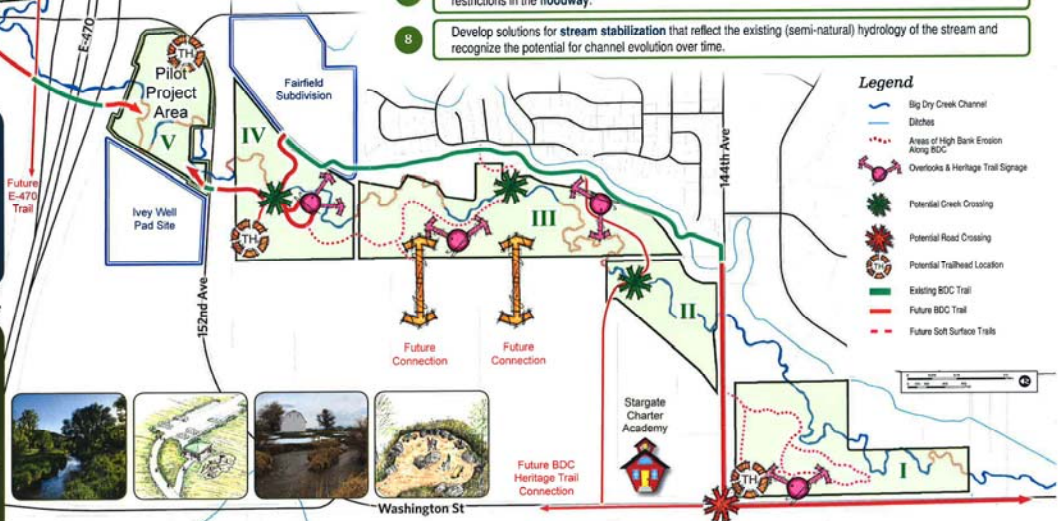 restrictions in the floodway.
8
Develop solutions for stream stabilization that reflect the existing (semi-natural) hydrology of the stream and
recognize the potential for channel evolution over time.
E-470
TH
Pilot
Project
Area
V
Fairfield
Subdivision
IV
Future
E-470
Trail
Ivey Well
Pad Site
TH
III
II
144th Ave
152nd Ave
Future
Connection
Future
Connection
Stargate
Charter
Academy
Future BDC
Heritage Trail
Connection
TH
I
Washington St
Legend
Big Dry Creek Channel
Ditches
Areas of High Bank Erosion
Along BDC
Overlooks & Heritage Trail Signage
Potential Creek Crossing
Potential Road Crossing
TH
Potential Trailhead Location
Existing BDC Trail
Future BDC Trail
Future Soft Surface Trails